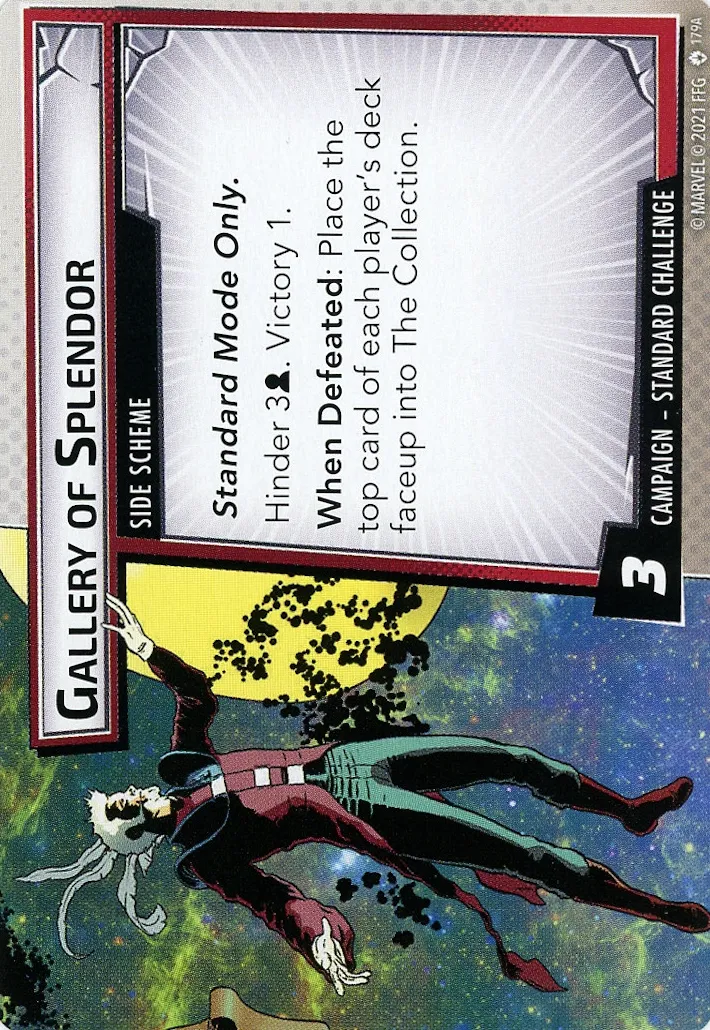 GALLERY OF SPLENDOR
SIDE SCHEME
Standard Mode Only.
Hinder 3. Victory 1.
When Defeated: Place the
top card of each player's deck
faceup into The Collection.
3
CAMPAIGN – STANDARD CHALLENGE
© MARVEL © 2021 FFG 179A